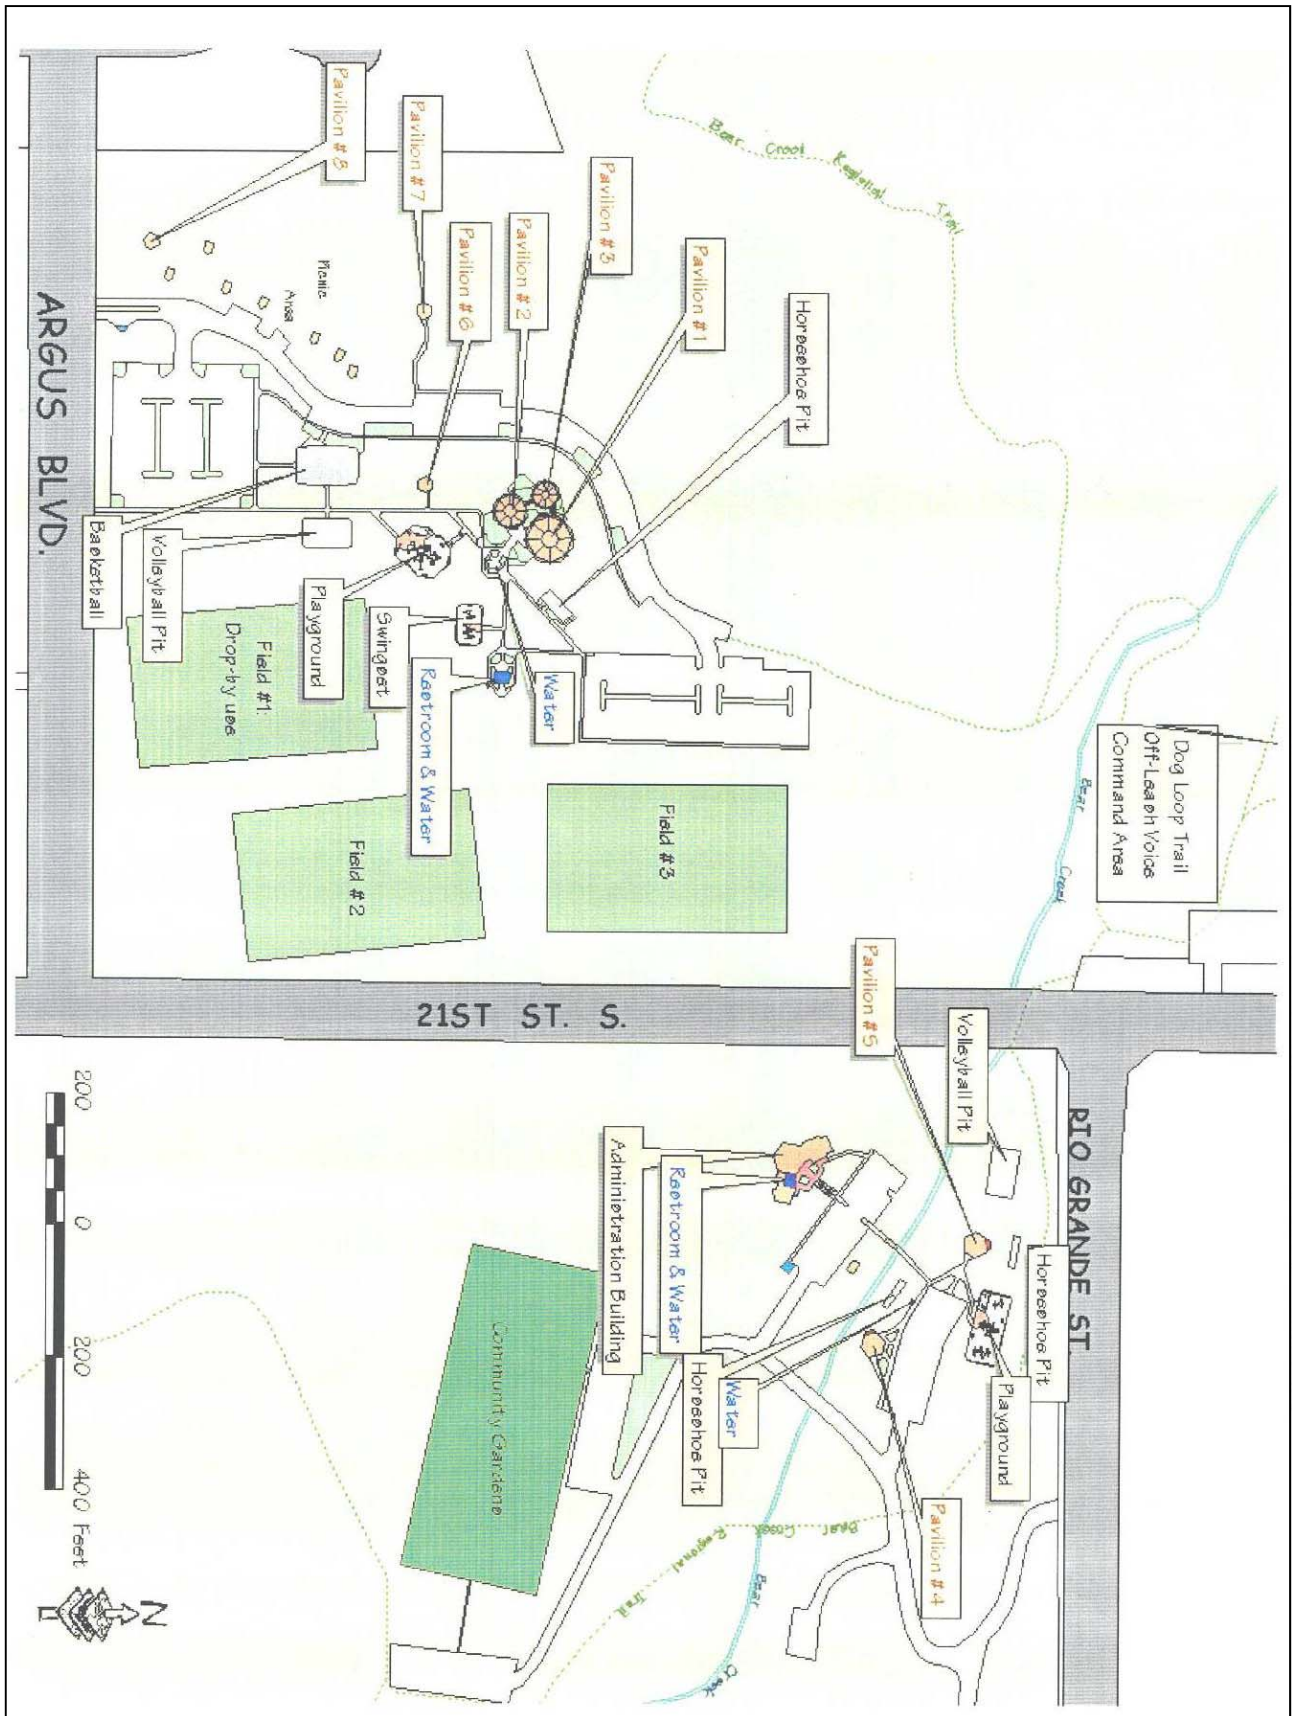 Bear Creek Regional Trail
Pavilion #8
Pavilion #7
Pavilion #3
Pavilion #2
Pavilion #6
Pavilion #1
Horseshoe Pit
Picnic
Area
ARGUS BLVD.
Basketball
Volleyball Pit
Playground
Swingset
Restroom & Water
Water
Field #1:
Drop-by use
Field #2
Field #3
Dog Loop Trail
Off-Leash Voice
Command Area
Bear Creek
21ST ST. S.
RIO GRANDE ST.
Pavilion #5
Volleyball Pit
Horseshoe Pit
Playground
Pavilion #4
Administration Building
Restroom & Water
Water
Horseshoe Pit
Community Gardens
Bear Creek Regional Trail
Bear Creek
200 0 200 400 Feet
N